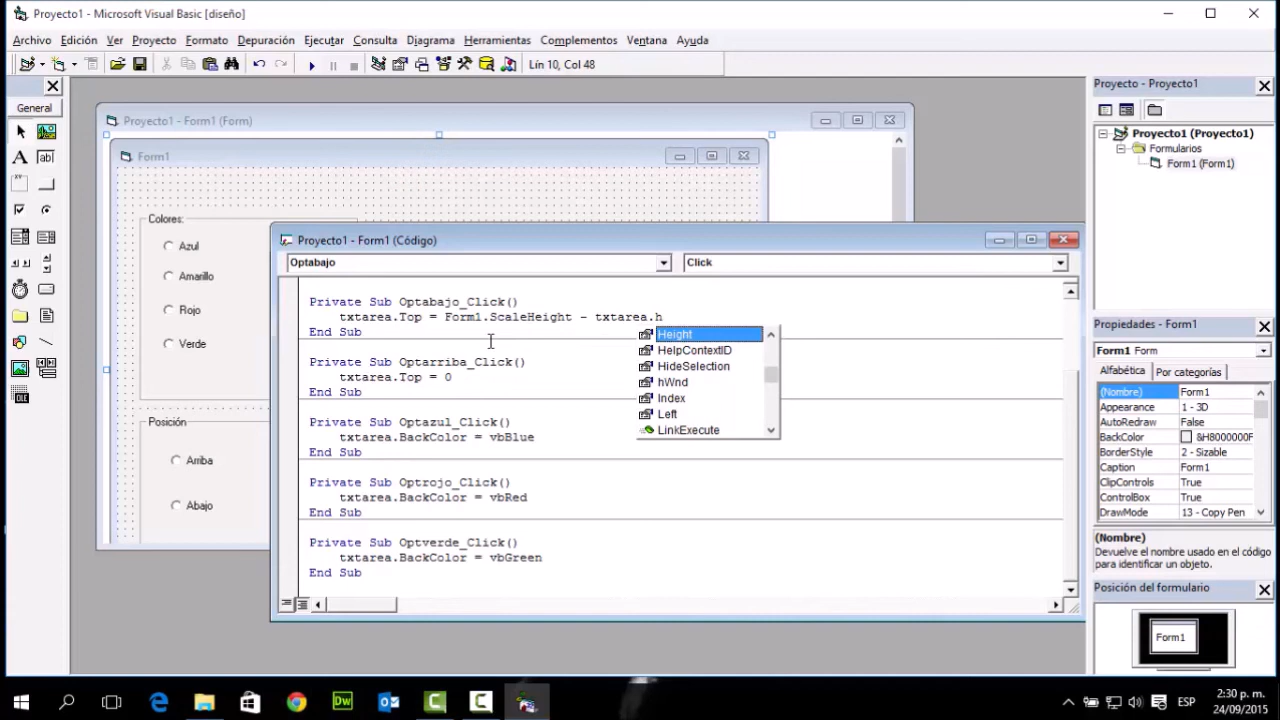 Proyecto1 - Microsoft Visual Basic [diseño]
Archivo Edición Ver Proyecto Formato Depuración Ejecutar Consulta Diagrama Herramientas Complementos Ventana Ayuda
Lín 10, Col 48
General
A
ab|
XY
OLE
Proyecto1 - Form1 (Form)
Form1
Colores:
Azul
Amarillo
Rojo
Verde
Posición
Arriba
Abajo
Proyecto1 - Form1 (Código)
Optabajo
Click
Private Sub Optabajo_Click()
txtarea.Top = Form1.ScaleHeight - txtarea.h
End Sub
Height
HelpContextID
HideSelection
hWnd
Index
Left
LinkExecute
Private Sub Optarriba_Click()
txtarea.Top = 0
End Sub
Private Sub Optazul_Click()
txtarea.BackColor = vbBlue
End Sub
Private Sub Optrojo_Click()
txtarea.BackColor = vbRed
End Sub
Private Sub Optverde_Click()
txtarea.BackColor = vbGreen
End Sub
Proyecto - Proyecto1
Proyecto1 (Proyecto1)
Formularios
Form1 (Form1)
Propiedades - Form1
Form1 Form
Alfabética Por categorías
(Nombre) Form1
Appearance 1 - 3D
AutoRedraw False
BackColor &H8000000F
BorderStyle 2 - Sizable
Caption Form1
ClipControls True
ControlBox True
DrawMode 13 - Copy Pen
(Nombre)
Devuelve el nombre usado en el código
para identificar un objeto.
Posición del formulario
Form1
Dw
ESP
2:30 p. m.
24/09/2015